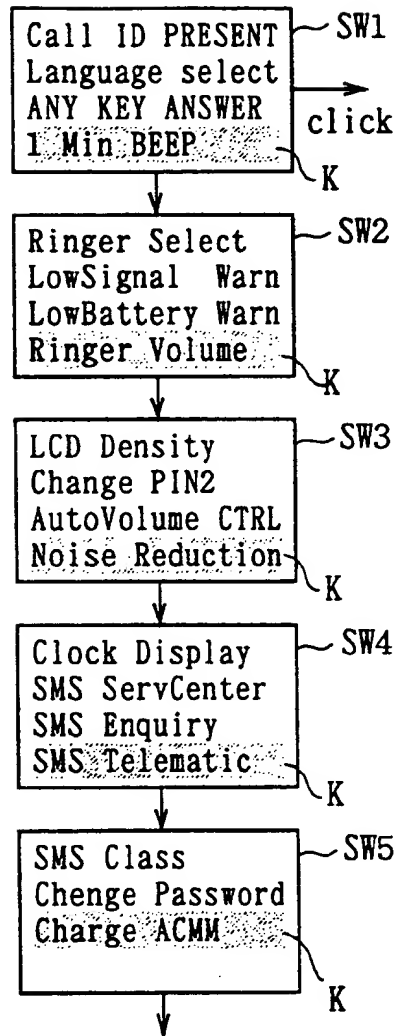 Call ID PRESENT
Language select
ANY KEY ANSWER
1 Min BEEP
SW1
click
K
Ringer Select
LowSignal Warn
LowBattery Warn
Ringer Volume
SW2
K
LCD Density
Change PIN2
AutoVolume CTRL
Noise Reduction
SW3
K
Clock Display
SMS ServCenter
SMS Enquiry
SMS Telematic
SW4
K
SMS Class
Chenge Password
Charge ACMM
SW5
K